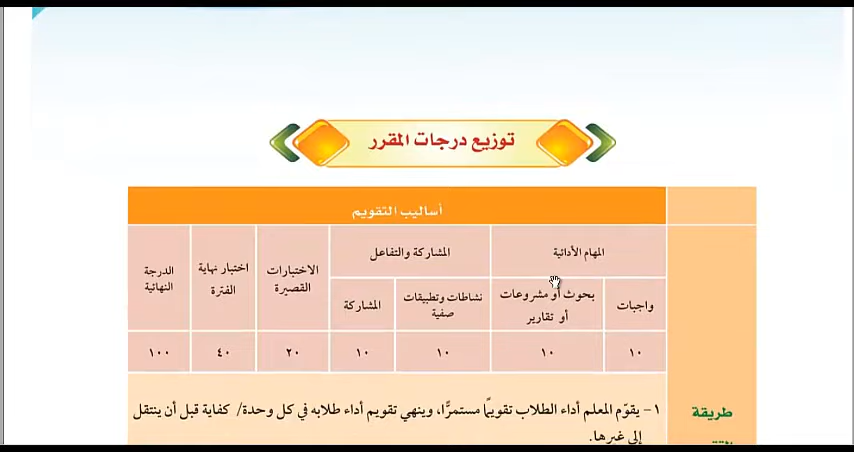 توزيع درجات المقرر
أساليب التقويم
المهام الأدائية
المشاركة والتفاعل
الاختبارات
القصيرة
اختبار نهاية
الفترة
الدرجة
النهائية
واجبات
بحوث أو مشروعات
أو تقارير
نشاطات وتطبيقات
صفية
المشاركة
١٠
١٠
١٠
١٠
٢٠
٤٠
١٠٠
طريقة
١- يقوّم المعلم أداء الطلاب تقويمًا مستمرًّا، وينهي تقويم أداء طلابه في كل وحدة/ كفاية قبل أن ينتقل
إلى غيرها.